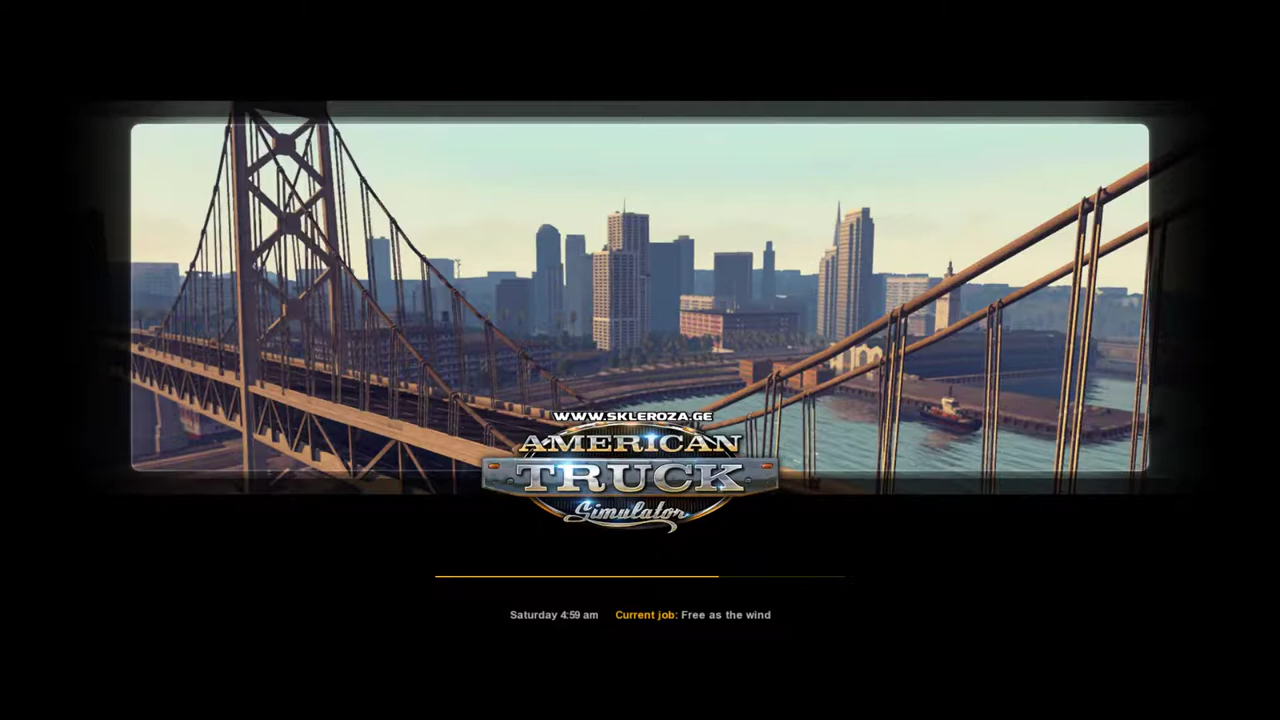 WWW.SKLEROZA.GE
AMERICAN
TRUCK
Simulator
Saturday 4:59 am Current job: Free as the wind